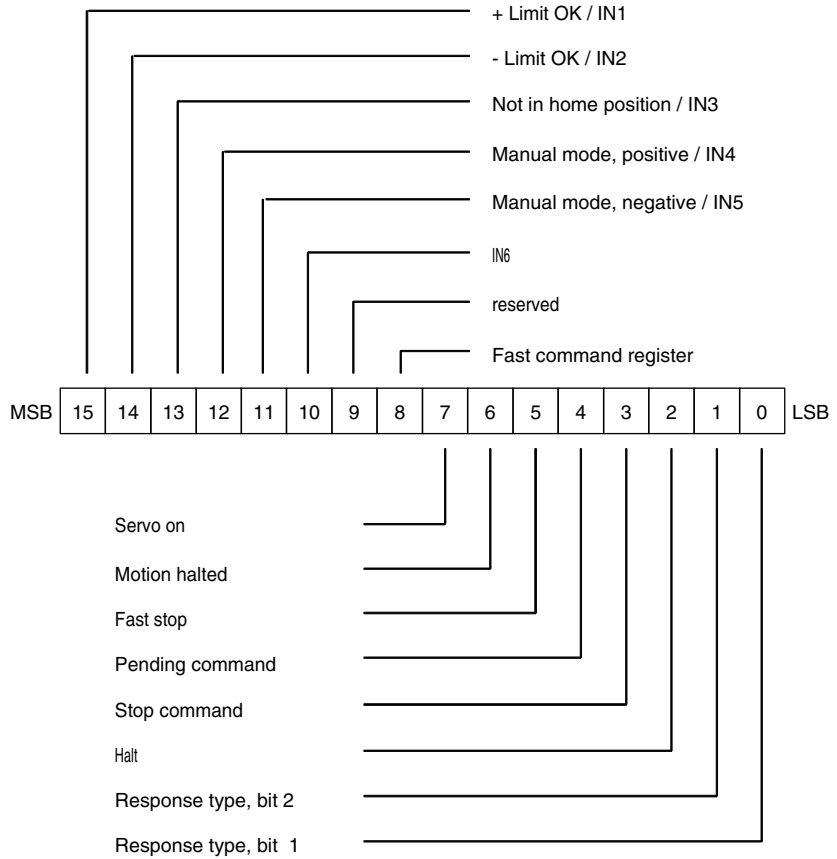 + Limit OK / IN1
- Limit OK / IN2
Not in home position / IN3
Manual mode, positive / IN4
Manual mode, negative / IN5
IN6
reserved
Fast command register
MSB 15 14 13 12 11 10 9 8 7 6 5 4 3 2 1 0 LSB
Servo on
Motion halted
Fast stop
Pending command
Stop command
Halt
Response type, bit 2
Response type, bit 1